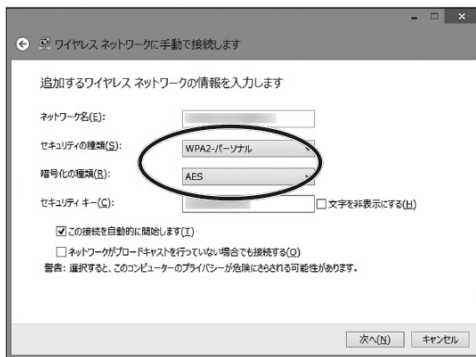 ワイヤレス ネットワークに手動で接続します
追加するワイヤレス ネットワークの情報を入力します
ネットワーク名(E):
セキュリティの種類(S): WPA2-パーソナル
暗号化の種類(R): AES
セキュリティ キー(C): 文字を非表示にする(H)
この接続を自動的に開始します(T)
ネットワークがブロードキャストを行っていない場合でも接続する(O)
警告: 選択すると、このコンピューターのプライバシーが危険にさらされる可能性があります。
次へ(N) キャンセル